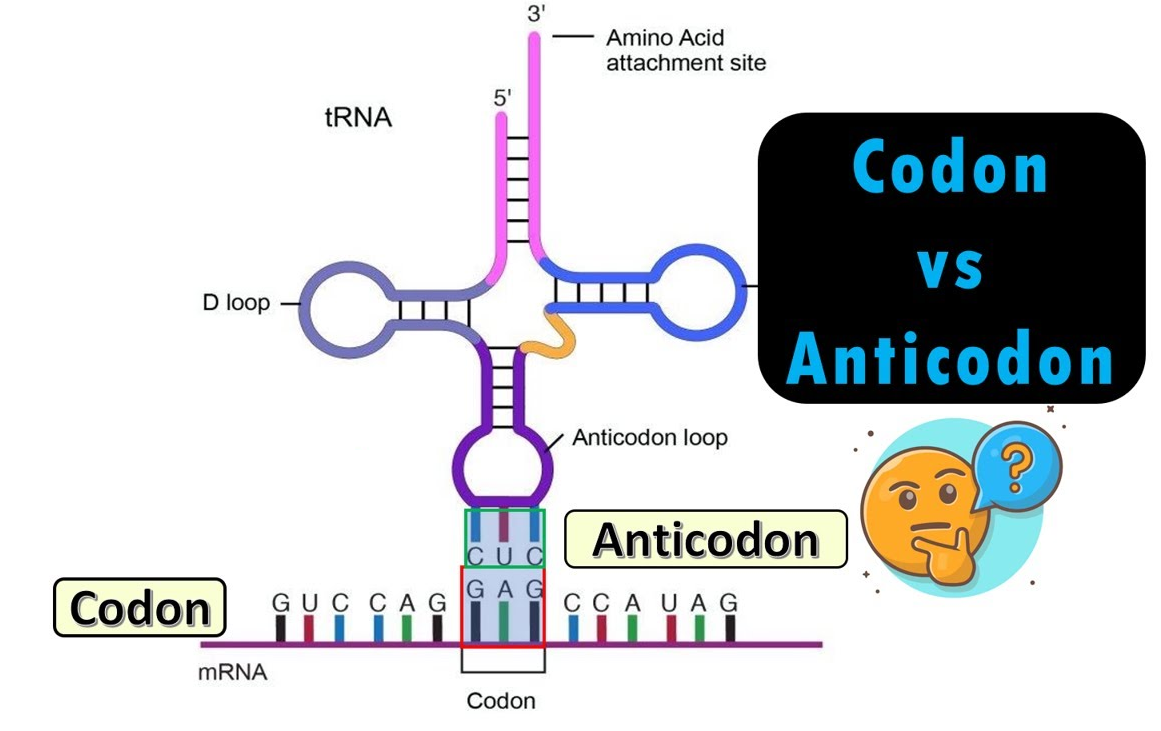 3'
Amino Acid
attachment site
5'
tRNA
Codon
vs
Anticodon
D loop
?
Anticodon loop
C U C
Anticodon
Codon
G U C C A G G A G C C A U A G
mRNA
Codon